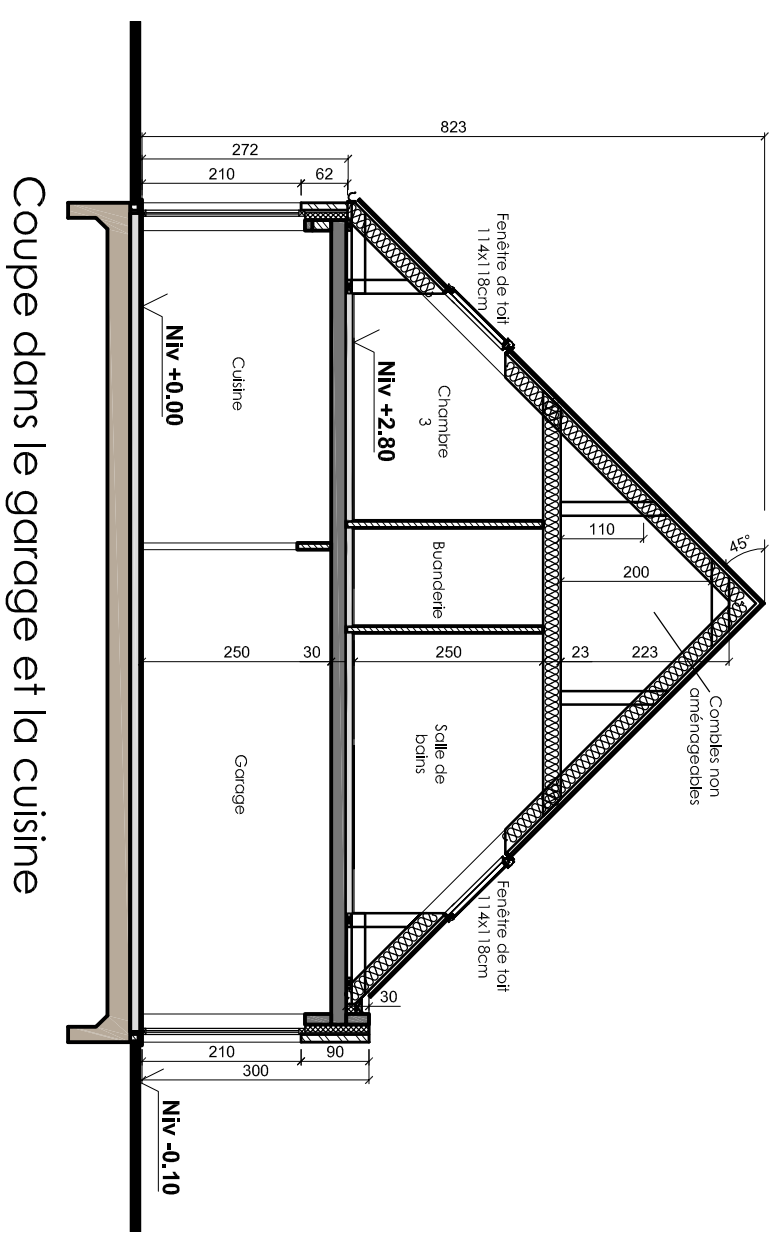 823
272
210
62
Fenêtre de toit
114x118cm
Niv +0.00
Cuisine
Niv +2.80
Chambre
3
110
45°
200
Buanderie
250
30
250
23
223
Combles non
aménageables
Salle de
bains
Garage
Fenêtre de toit
114x118cm
30
210
90
300
Niv -0.10
Coupe dans le garage et la cuisine